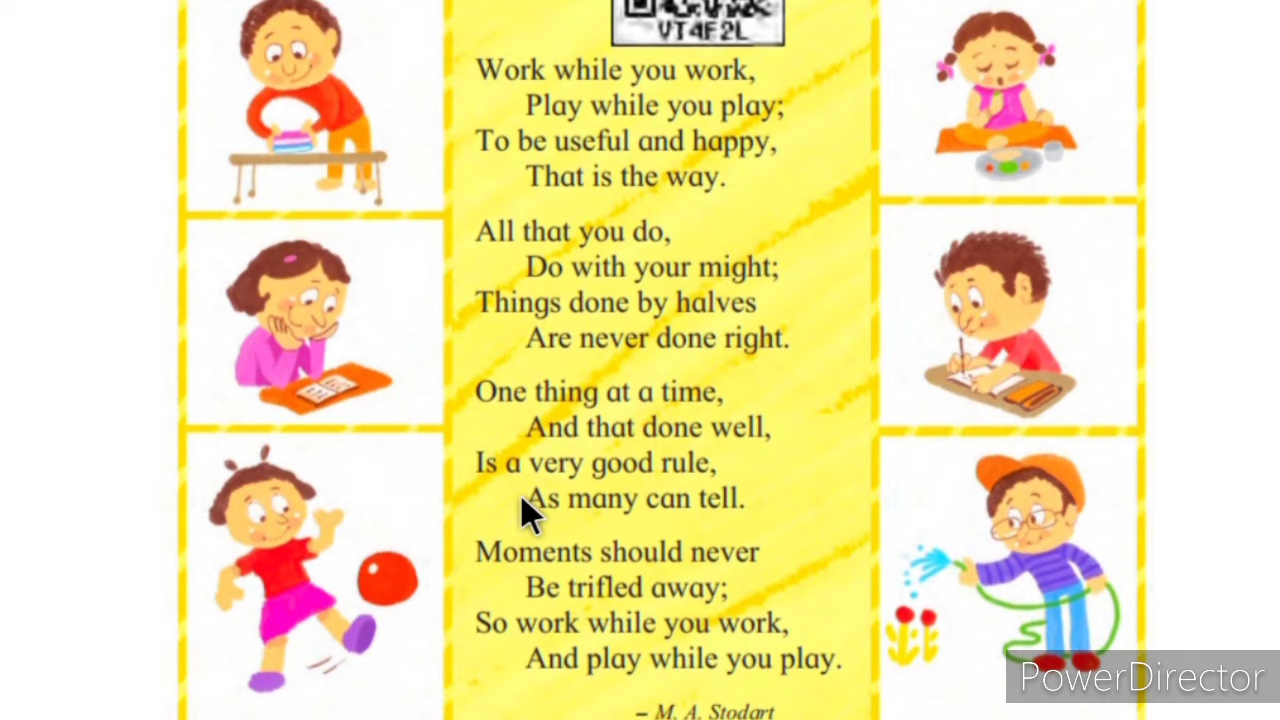 VT4F2L
Work while you work,
Play while you play;
To be useful and happy,
That is the way.
All that you do,
Do with your might;
Things done by halves
Are never done right.
One thing at a time,
And that done well,
Is a very good rule,
As many can tell.
Moments should never
Be trifled away;
So work while you work,
And play while you play.
– M. A. Stodart
PowerDirector